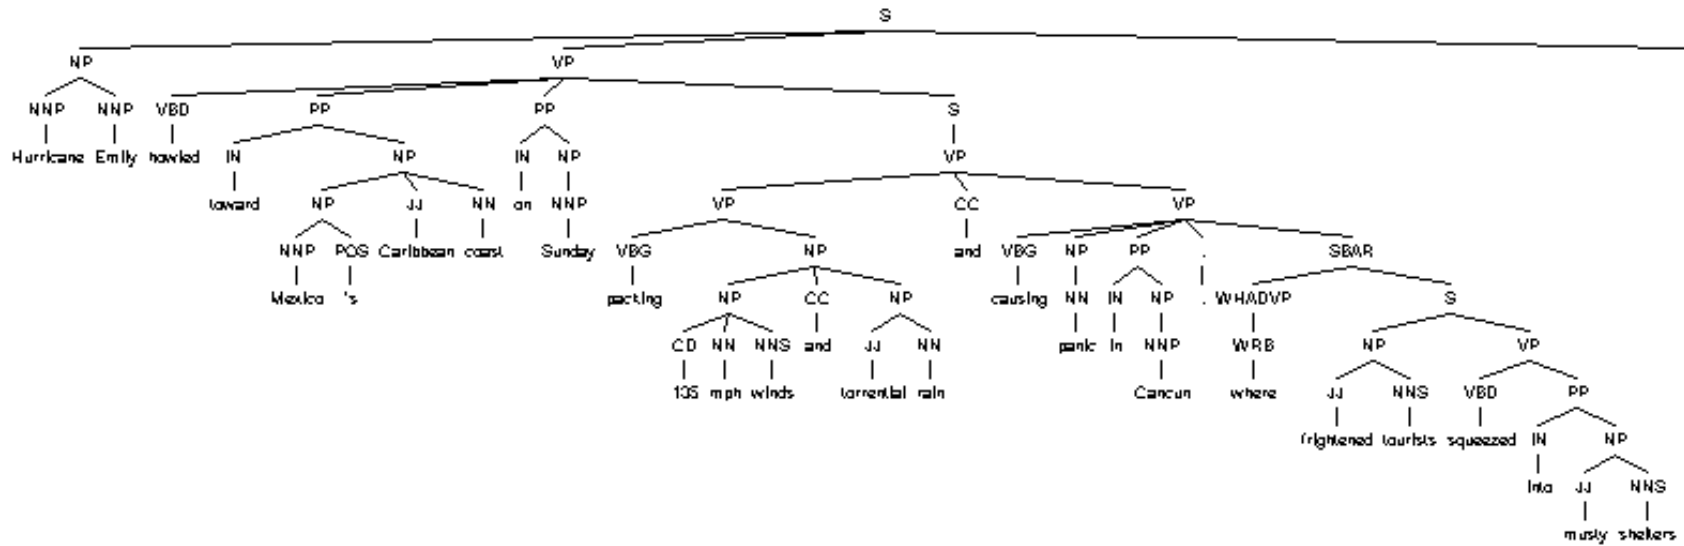 S
NP VP
NNP NNP VBD PP PP S
Hurricane Emily howled IN NP IN NP VP
toward NP JJ NN on NNP VP CC VP
NNP POS Caribbean coast Sunday VBG NP and VBG NP PP , SBAR
Mexico 's packing NP CC NP causing NN IN NP , WHADVP S
CD NN NNS and JJ NN panic in NNP WRB NP VP
135 mph winds torrential rain Cancun where JJ NNS VBD PP
frightened tourists squeezed IN NP
into JJ NNS
musty shelters